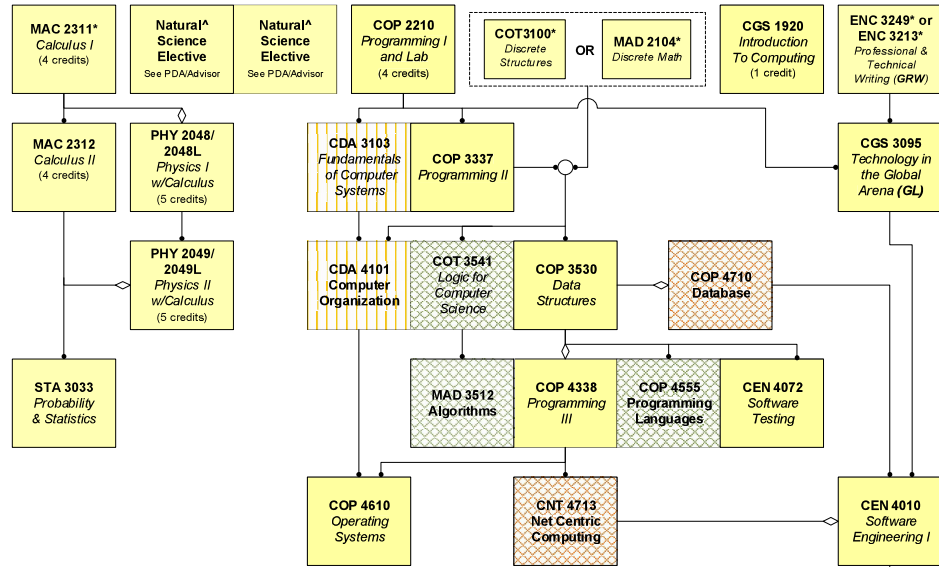 MAC 2311*
Calculus I
(4 credits)
Natural^
Science
Elective
See PDA/Advisor
Natural^
Science
Elective
See PDA/Advisor
COP 2210
Programming I
and Lab
(4 credits)
COT3100*
Discrete
Structures
OR
MAD 2104*
Discrete Math
CGS 1920
Introduction
To Computing
(1 credit)
ENC 3249* or
ENC 3213*
Professional &
Technical
Writing (GRW)
MAC 2312
Calculus II
(4 credits)
PHY 2048/
2048L
Physics I
w/Calculus
(5 credits)
CDA 3103
Fundamentals
of Computer
Systems
COP 3337
Programming II
CGS 3095
Technology in
the Global
Arena (GL)
PHY 2049/
2049L
Physics II
w/Calculus
(5 credits)
CDA 4101
Computer
Organization
COT 3541
Logic for
Computer
Science
COP 3530
Data
Structures
COP 4710
Database
STA 3033
Probability
& Statistics
MAD 3512
Algorithms
COP 4338
Programming
III
COP 4555
Programming
Languages
CEN 4072
Software
Testing
COP 4610
Operating
Systems
CNT 4713
Net Centric
Computing
CEN 4010
Software
Engineering I